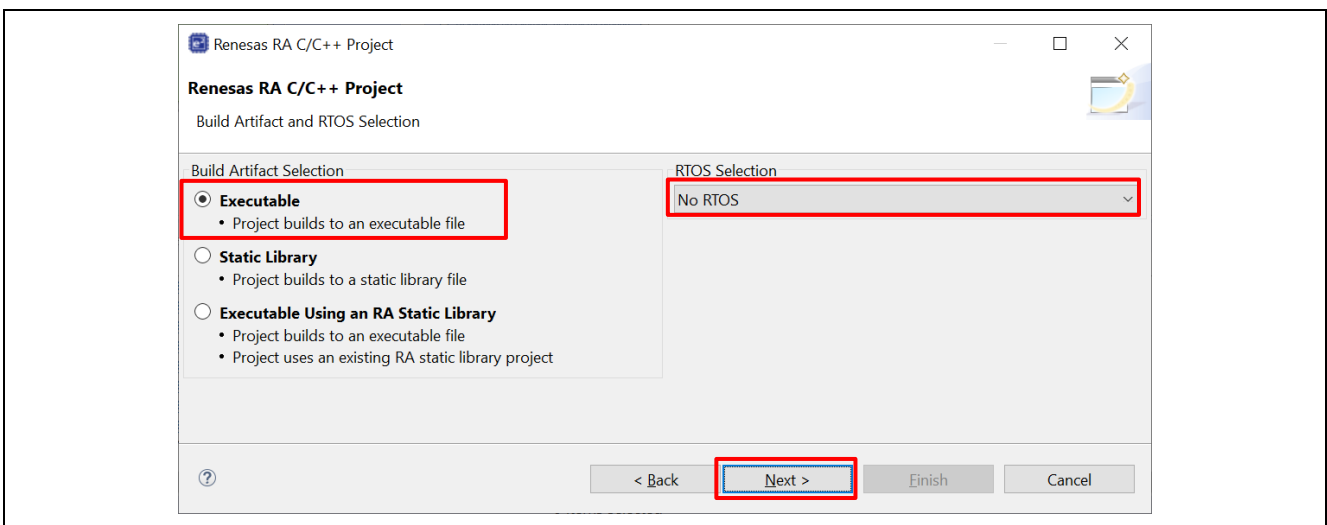 Renesas RA C/C++ Project
Renesas RA C/C++ Project
Build Artifact and RTOS Selection
Build Artifact Selection
Executable
• Project builds to an executable file
Static Library
• Project builds to a static library file
Executable Using an RA Static Library
• Project builds to an executable file
• Project uses an existing RA static library project
RTOS Selection
No RTOS
?
< Back
Next >
Finish
Cancel